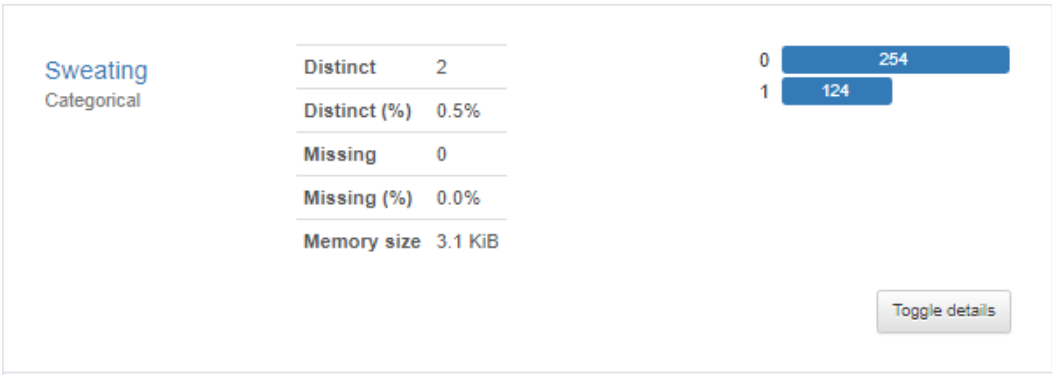 Sweating
Categorical
Distinct 2
Distinct (%) 0.5%
Missing 0
Missing (%) 0.0%
Memory size 3.1 KiB
0 254
1 124
Toggle details